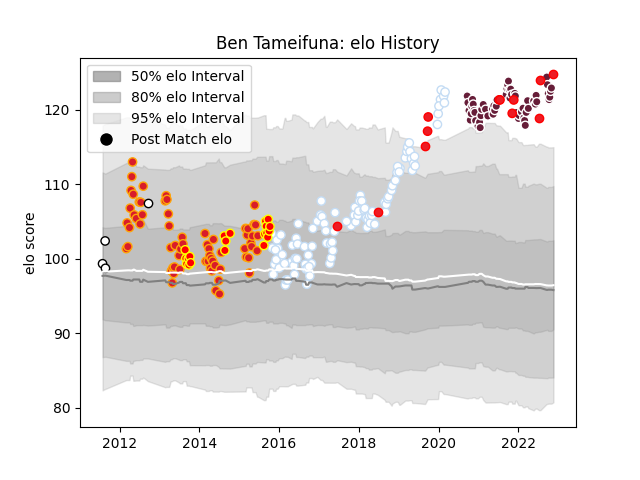 Ben Tameifuna: elo History
50% elo Interval
80% elo Interval
95% elo Interval
Post Match elo
elo score
120
110
100
90
80
2012
2014
2016
2018
2020
2022